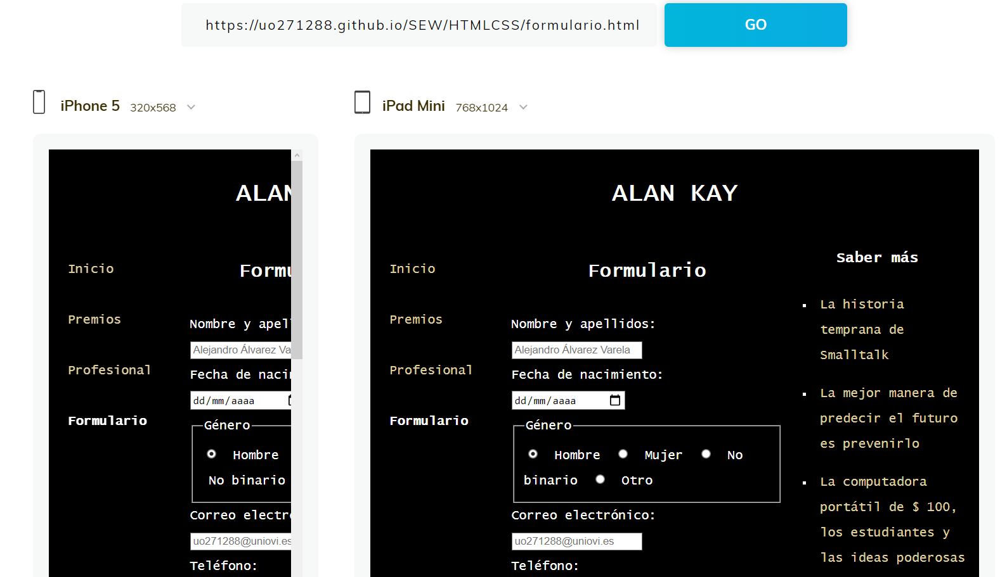 https://uo271288.github.io/SEW/HTMLCSS/formulario.html
GO
iPhone 5 320x568
iPad Mini 768x1024
ALAN
Inicio
Premios
Profesional
Formulario
Formu
Nombre y apell
Alejandro Álvarez Va
Fecha de nacim
dd/mm/aaaa
Género
Hombre
No binario
Correo electró
uo271288@uniovi.es
Teléfono:
ALAN KAY
Inicio
Premios
Profesional
Formulario
Formulario
Nombre y apellidos:
Alejandro Álvarez Varela
Fecha de nacimiento:
dd/mm/aaaa
Género
Hombre Mujer No
binario Otro
Correo electrónico:
uo271288@uniovi.es
Teléfono:
Saber más
La historia
temprana de
Smalltalk
La mejor manera de
predecir el futuro
es prevenirlo
La computadora
portátil de $ 100,
los estudiantes y
las ideas poderosas